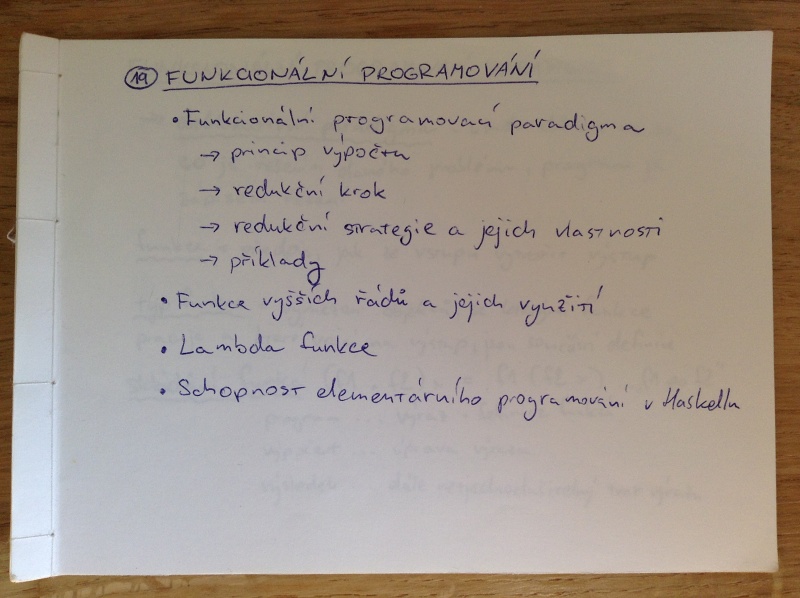 19 FUNKCIONÁLNÍ PROGRAMOVÁNÍ
• Funkcionální programovací paradigma
→ princip výpočtu
→ redukční krok
→ redukční strategie a jejich vlastnosti
→ příklady
• Funkce vyšších řádů a jejich využití
• Lambda funkce
• Schopnost elementárního programování v Haskellu